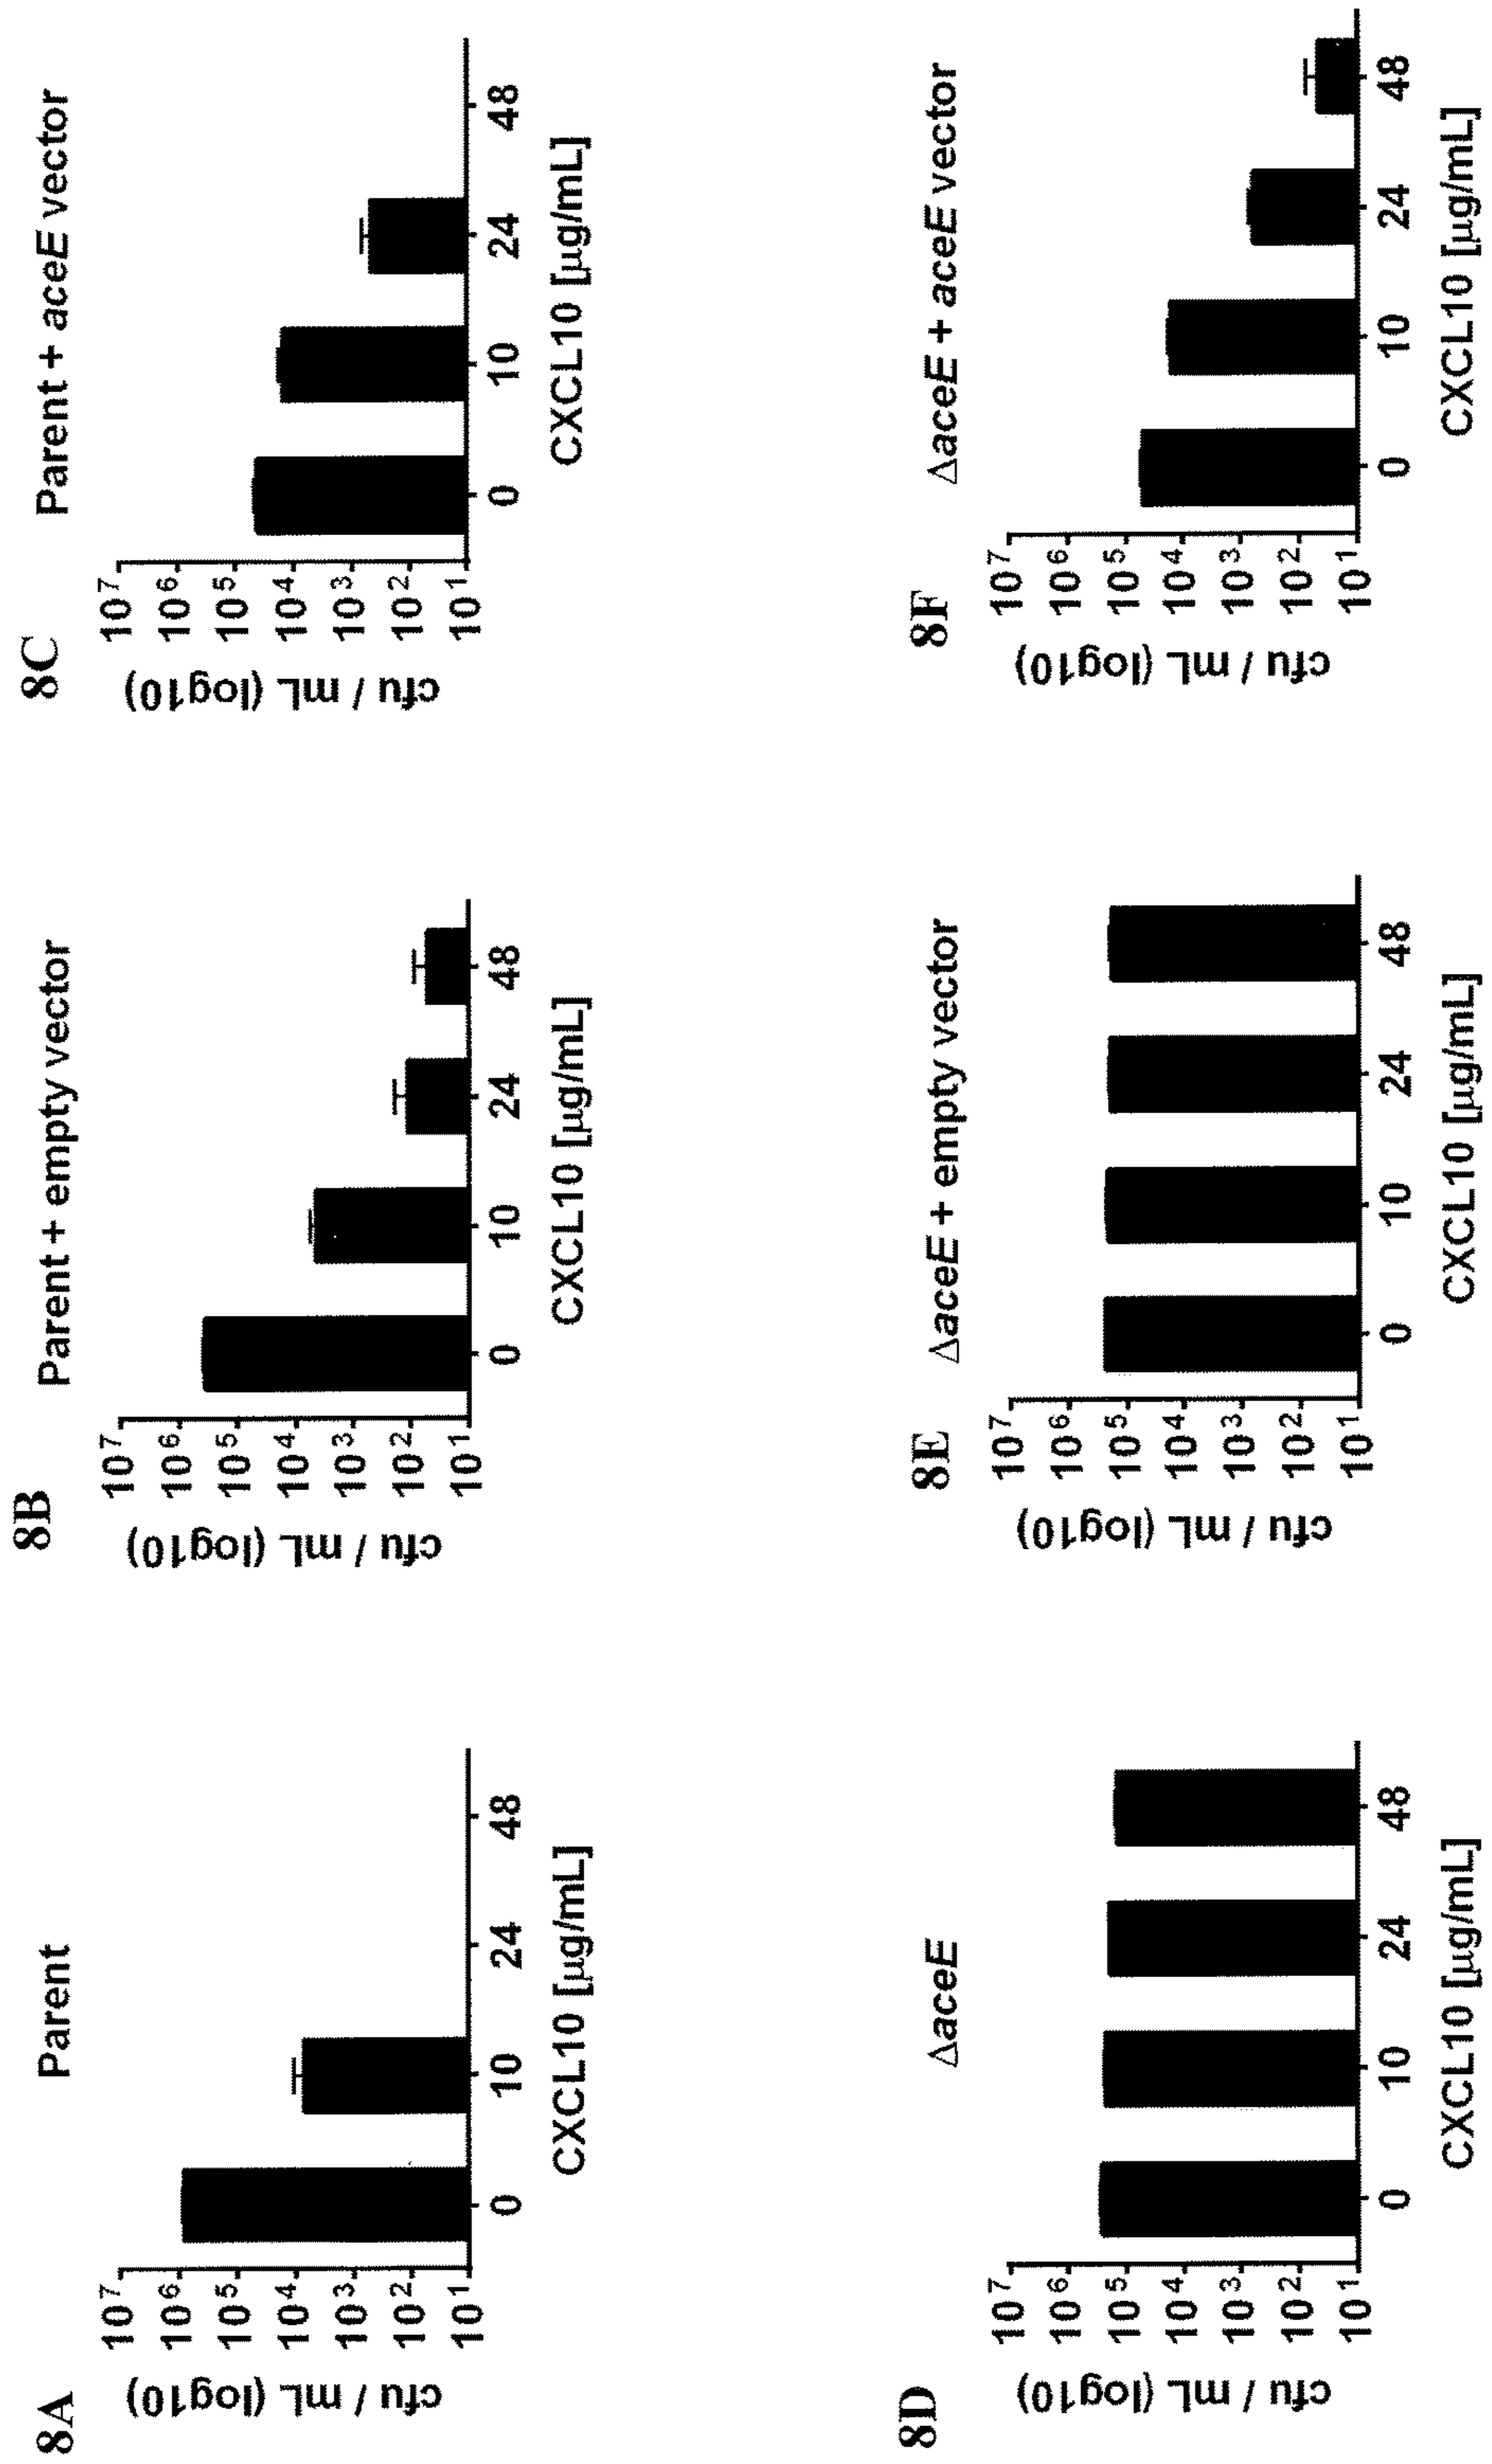 8A
Parent
cfu / mL (log10)
10⁷
10⁶
10⁵
10⁴
10³
10²
10¹
0 10 24 48
CXCL10 [µg/mL]
8B
Parent + empty vector
cfu / mL (log10)
10⁷
10⁶
10⁵
10⁴
10³
10²
10¹
0 10 24 48
CXCL10 [µg/mL]
8C
Parent + aceE vector
cfu / mL (log10)
10⁷
10⁶
10⁵
10⁴
10³
10²
10¹
0 10 24 48
CXCL10 [µg/mL]
8D
ΔaceE
cfu / mL (log10)
10⁷
10⁶
10⁵
10⁴
10³
10²
10¹
0 10 24 48
CXCL10 [µg/mL]
8E
ΔaceE + empty vector
cfu / mL (log10)
10⁷
10⁶
10⁵
10⁴
10³
10²
10¹
0 10 24 48
CXCL10 [µg/mL]
8F
ΔaceE + aceE vector
cfu / mL (log10)
10⁷
10⁶
10⁵
10⁴
10³
10²
10¹
0 10 24 48
CXCL10 [µg/mL]